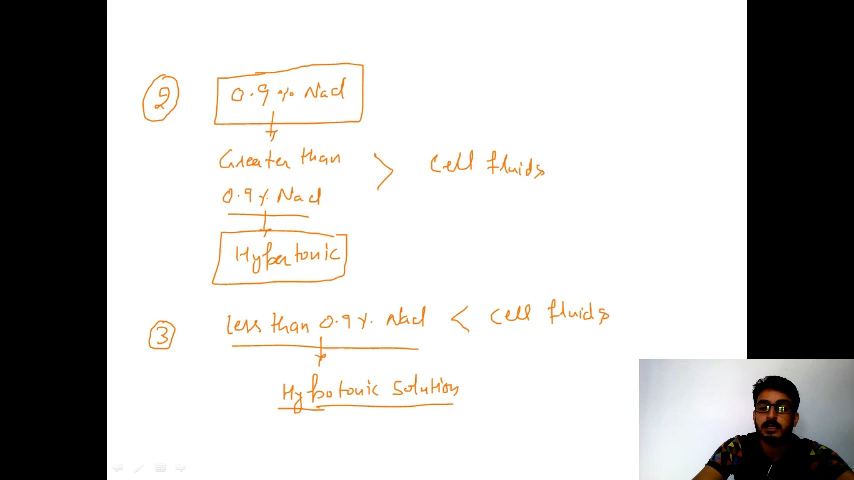 2
0.9% NaCl
Greater than > cell fluids
0.9% NaCl
Hypertonic
3 less than 0.9% NaCl < cell fluids
Hypotonic solution